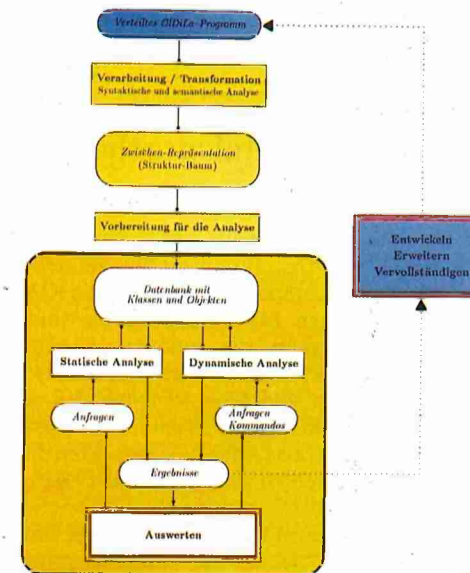 Verteiltes OlDiLa-Programm
Verarbeitung / Transformation
Syntaktische und semantische Analyse
Zwischen-Repräsentation
(Struktur-Baum)
Vorbereitung für die Analyse
Entwickeln
Erweitern
Vervollständigen
Datenbank mit
Klassen und Objekten
Statische Analyse
Dynamische Analyse
Anfragen
Anfragen
Kommandos
Ergebnisse
Auswerten